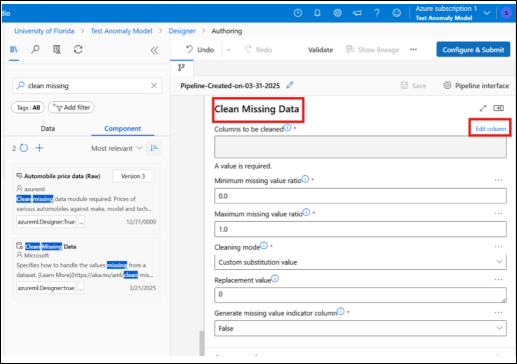 dio
Azure subscription 1
Test Anomaly Model
S
University of Florida > Test Anomaly Model > Designer > Authoring
Undo
Redo
Validate
Show lineage
Configure & Submit
clean missing
Tags : All
Add filter
Data
Component
2
Most relevant
Automobile price data (Raw)
Version 3
azureml
Clean missing data module required. Prices of
various automobiles against make, model and tech...
azureml.Designer:True
...
12/31/0000
Clean Missing Data
Microsoft
Specifies how to handle the values missing from a
dataset. [Learn More](https://aka.ms/aml/clean-mis...
azureml.Designer:true
...
3/21/2025
Pipeline-Created-on-03-31-2025
Save
Pipeline interface
Clean Missing Data
Columns to be cleaned *
Edit column
A value is required.
Minimum missing value ratio *
0.0
Maximum missing value ratio *
1.0
Cleaning mode *
Custom substitution value
Replacement value
0
Generate missing value indicator column *
False